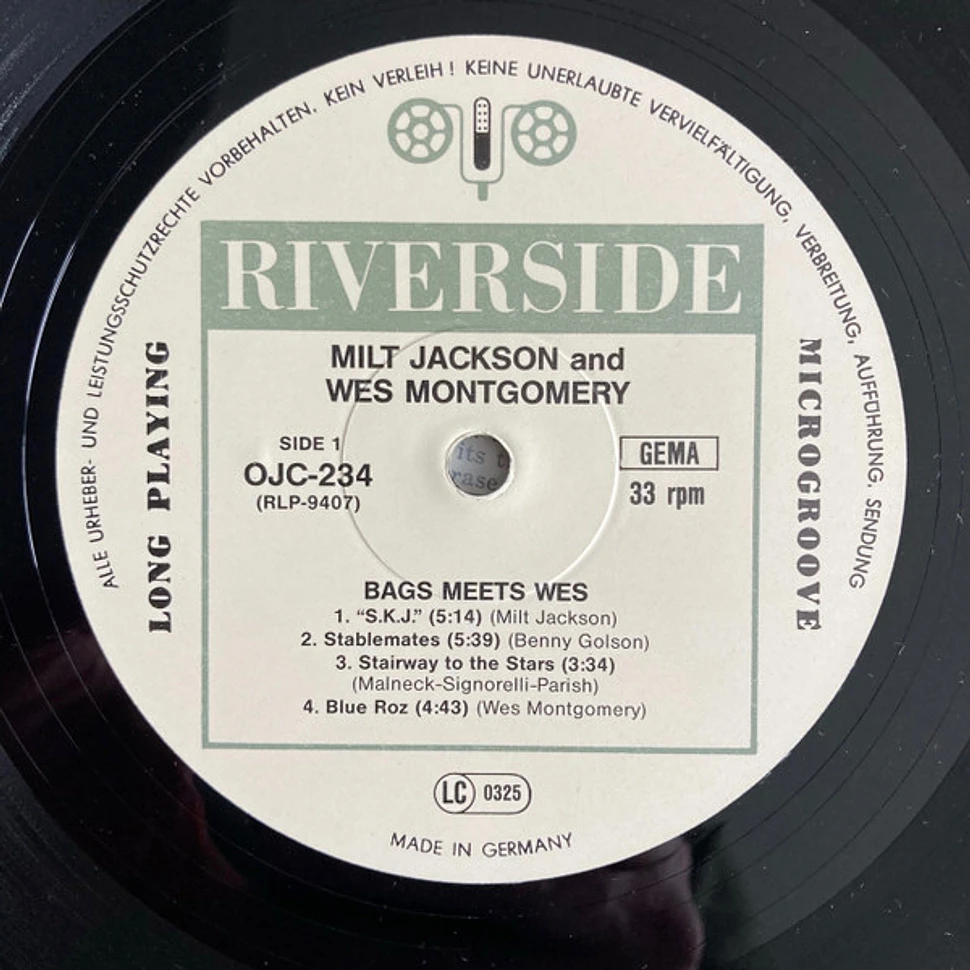 ALLE URHEBER- UND LEISTUNGSSCHUTZRECHTE VORBEHALTEN. KEIN VERLEIH! KEINE UNERLAUBTE VERVIELFÄLTIGUNG, VERBREITUNG, AUFFÜHRUNG, SENDUNG
RIVERSIDE
LONG PLAYING
MICROGROOVE
MILT JACKSON and
WES MONTGOMERY
SIDE 1
OJC-234
(RLP-9407)
GEMA
33 rpm
its
rase
BAGS MEETS WES
1. “S.K.J.” (5:14) (Milt Jackson)
2. Stablemates (5:39) (Benny Golson)
3. Stairway to the Stars (3:34)
(Malneck-Signorelli-Parish)
4. Blue Roz (4:43) (Wes Montgomery)
LC 0325
MADE IN GERMANY